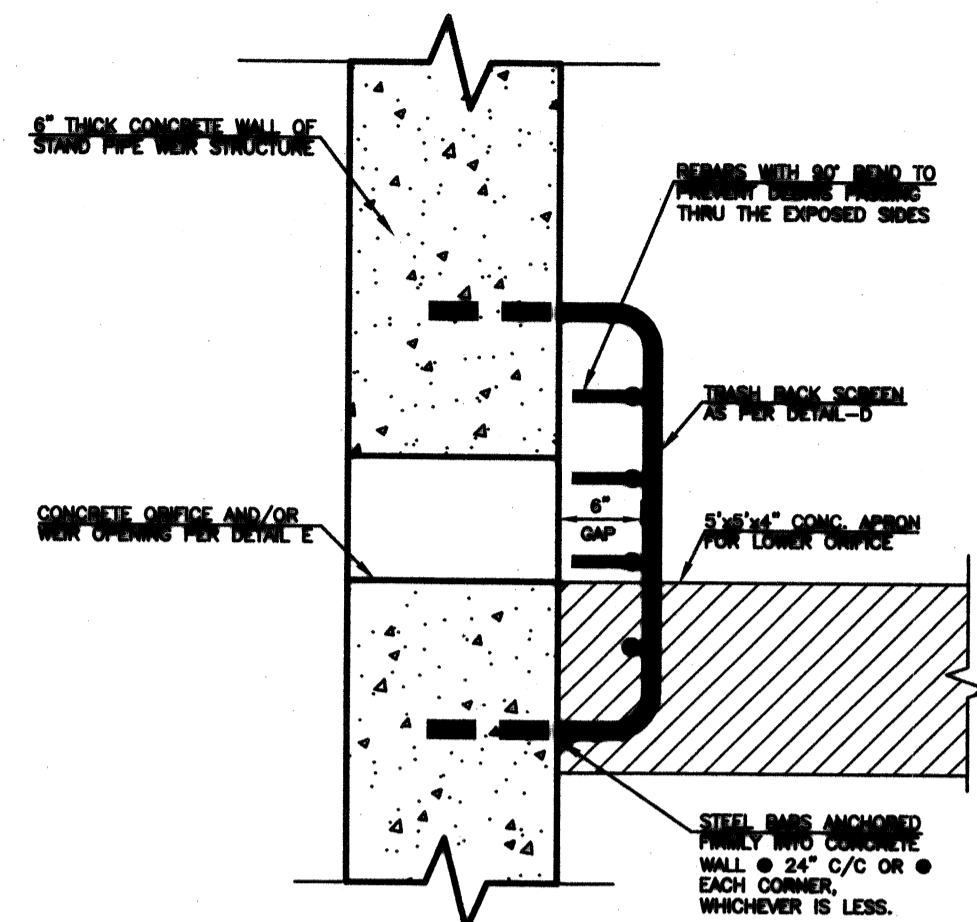 6" THICK CONCRETE WALL OF
STAND PIPE WEIR STRUCTURE
REBARS WITH 90° BEND TO
PREVENT DEBRIS PASSING
THRU THE EXPOSED SIDES
TRASH RACK SCREEN
AS PER DETAIL-D
6"
GAP
CONCRETE ORIFICE AND/OR
WEIR OPENING PER DETAIL E
5'x5'x4" CONC. APRON
FOR LOWER ORIFICE
STEEL BARS ANCHORED
FIRMLY INTO CONCRETE
WALL @ 24" C/C OR @
EACH CORNER,
WHICHEVER IS LESS.